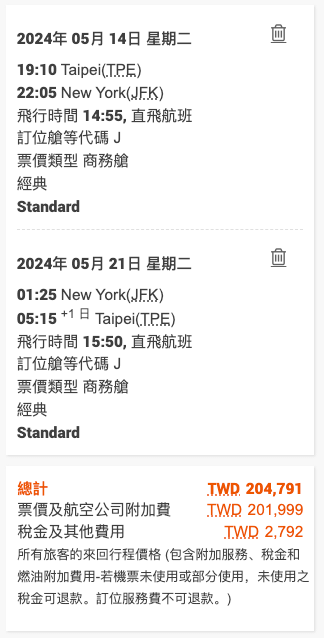 2024年 05月 14日 星期二
19:10 Taipei(TPE)
22:05 New York(JFK)
飛行時間 14:55, 直飛航班
訂位艙等代碼 J
票價類型 商務艙
經典
Standard
2024年 05月 21日 星期二
01:25 New York(JFK)
05:15 +1 日 Taipei(TPE)
飛行時間 15:50, 直飛航班
訂位艙等代碼 J
票價類型 商務艙
經典
Standard
總計 TWD 204,791
票價及航空公司附加費 TWD 201,999
稅金及其他費用 TWD 2,792
所有旅客的來回行程價格 (包含附加服務、稅金和
燃油附加費用-若機票未使用或部分使用，未使用之
稅金可退款。訂位服務費不可退款。)